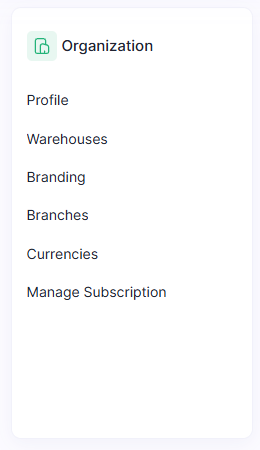 Organization
Profile
Warehouses
Branding
Branches
Currencies
Manage Subscription